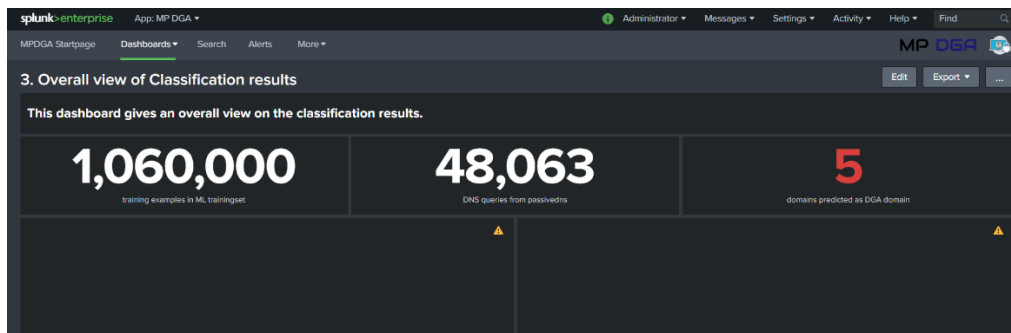 splunk>enterprise App: MP DGA ▾ i Administrator ▾ Messages ▾ Settings ▾ Activity ▾ Help ▾ Find
MPDGA Startpage Dashboards ▾ Search Alerts More ▾ MP DGA
3. Overall view of Classification results Edit Export ▾ ...
This dashboard gives an overall view on the classification results.
1,060,000 48,063 5
training examples in ML trainingset DNS queries from passivedns domains predicted as DGA domain